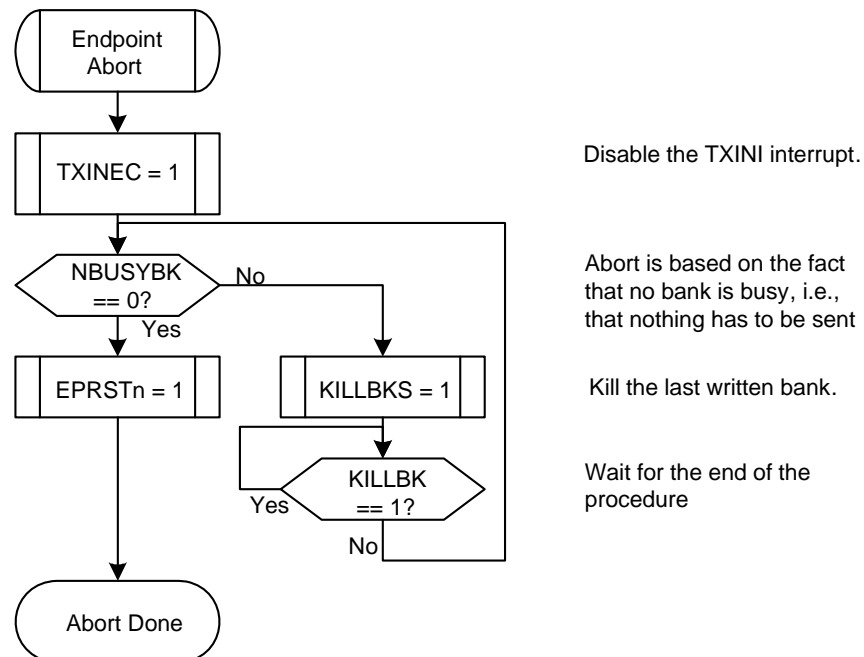 Endpoint
Abort
TXINEC = 1
Disable the TXINI interrupt.
NBUSYBK
== 0?
No
Yes
Abort is based on the fact
that no bank is busy, i.e.,
that nothing has to be sent
EPRSTn = 1
KILLBKS = 1
Kill the last written bank.
KILLBK
== 1?
Yes
No
Wait for the end of the
procedure
Abort Done